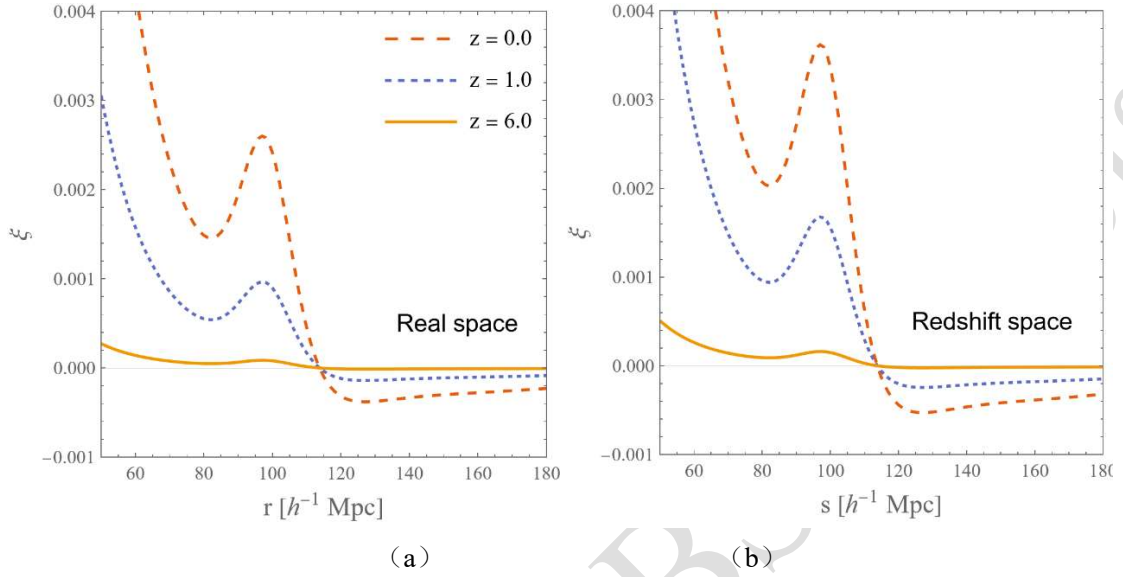 0.004
0.003
0.002
0.001
0.000
−0.001
ξ
z = 0.0
z = 1.0
z = 6.0
Real space
60 80 100 120 140 160 180
r [h⁻¹ Mpc]
（a）
0.004
0.003
0.002
0.001
0.000
−0.001
ξ
Redshift space
60 80 100 120 140 160 180
s [h⁻¹ Mpc]
（b）